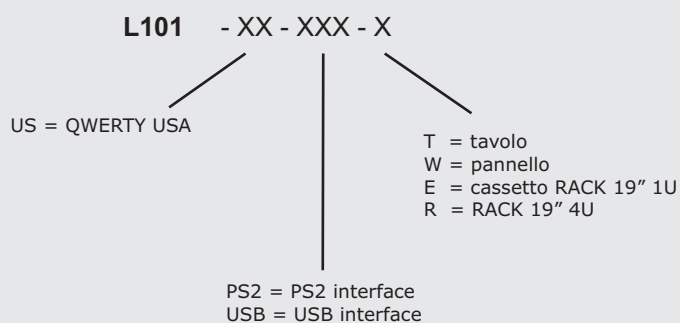 L101 - XX - XXX - X
US = QWERTY USA
T = tavolo
W = pannello
E = cassetto RACK 19” 1U
R = RACK 19” 4U
PS2 = PS2 interface
USB = USB interface